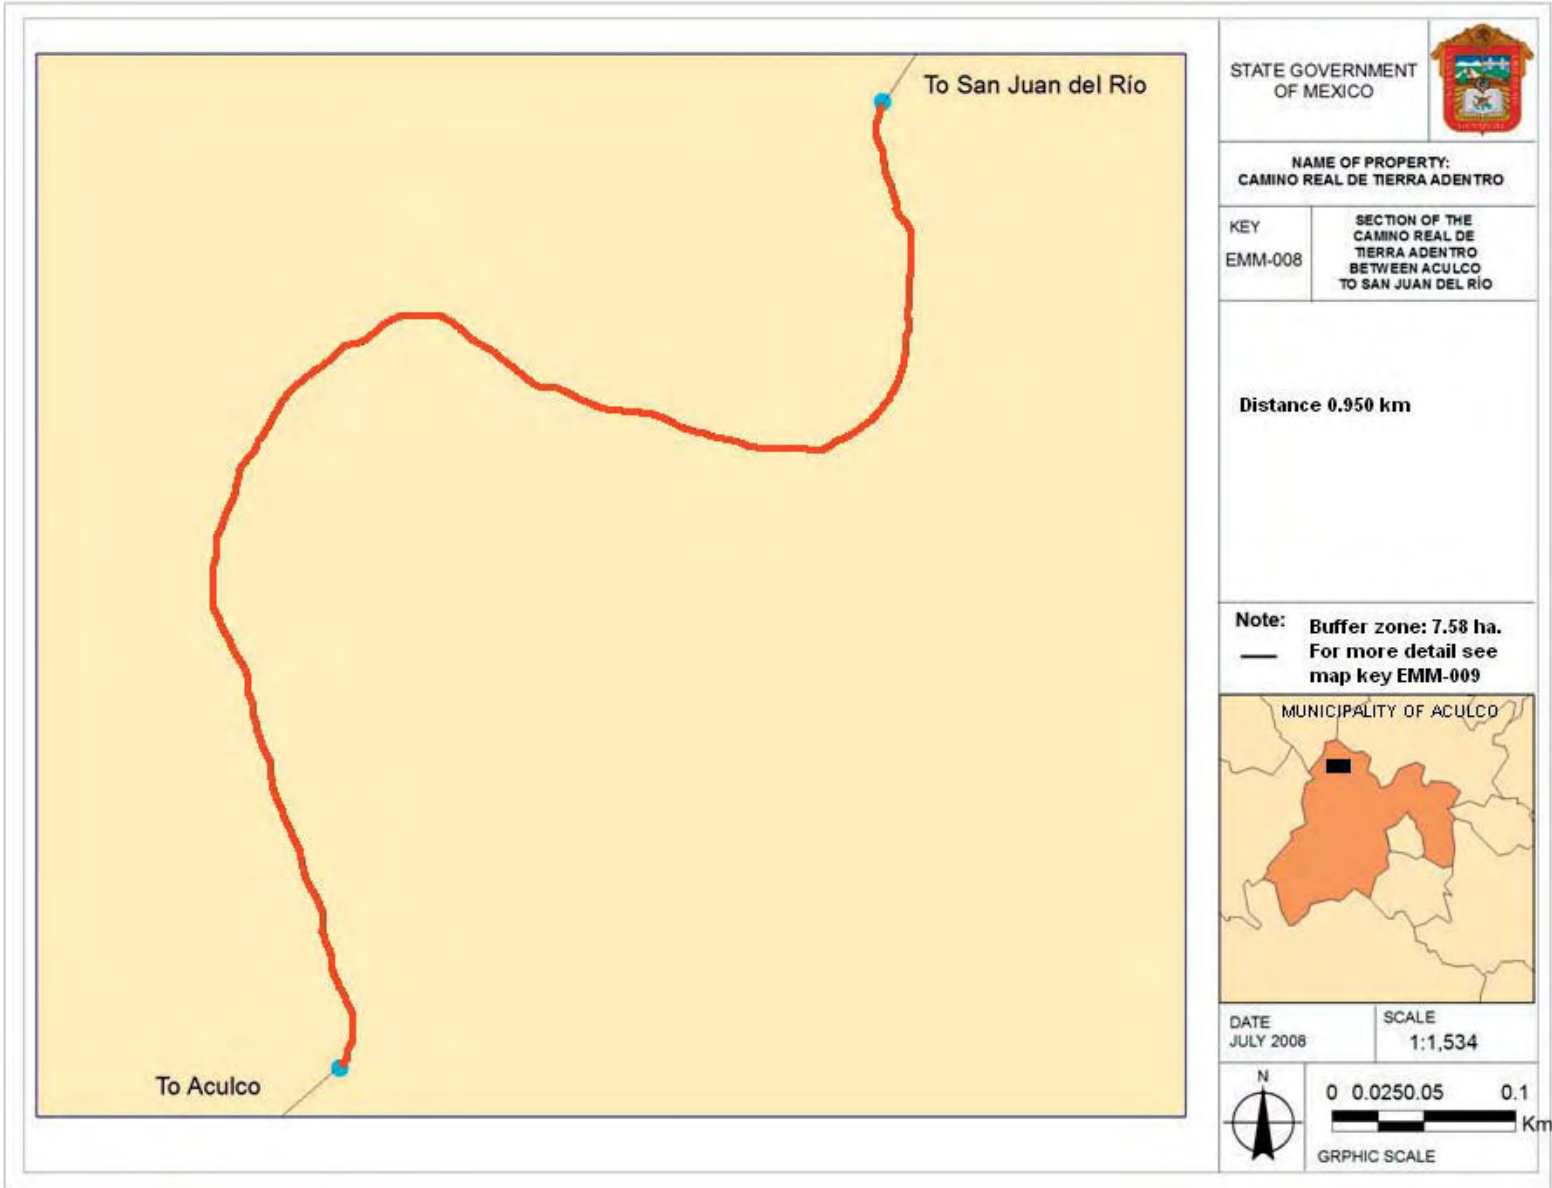 To San Juan del Río
To Aculco
STATE GOVERNMENT
OF MEXICO
NAME OF PROPERTY:
CAMINO REAL DE TIERRA ADENTRO
KEY
EMM-008
SECTION OF THE
CAMINO REAL DE
TIERRA ADENTRO
BETWEEN ACULCO
TO SAN JUAN DEL RÍO
Distance 0.950 km
Note:
Buffer zone: 7.58 ha.
For more detail see
map key EMM-009
MUNICIPALITY OF ACULCO
DATE
JULY 2008
SCALE
1:1,534
N
0 0.0250.05 0.1
Km
GRPHIC SCALE